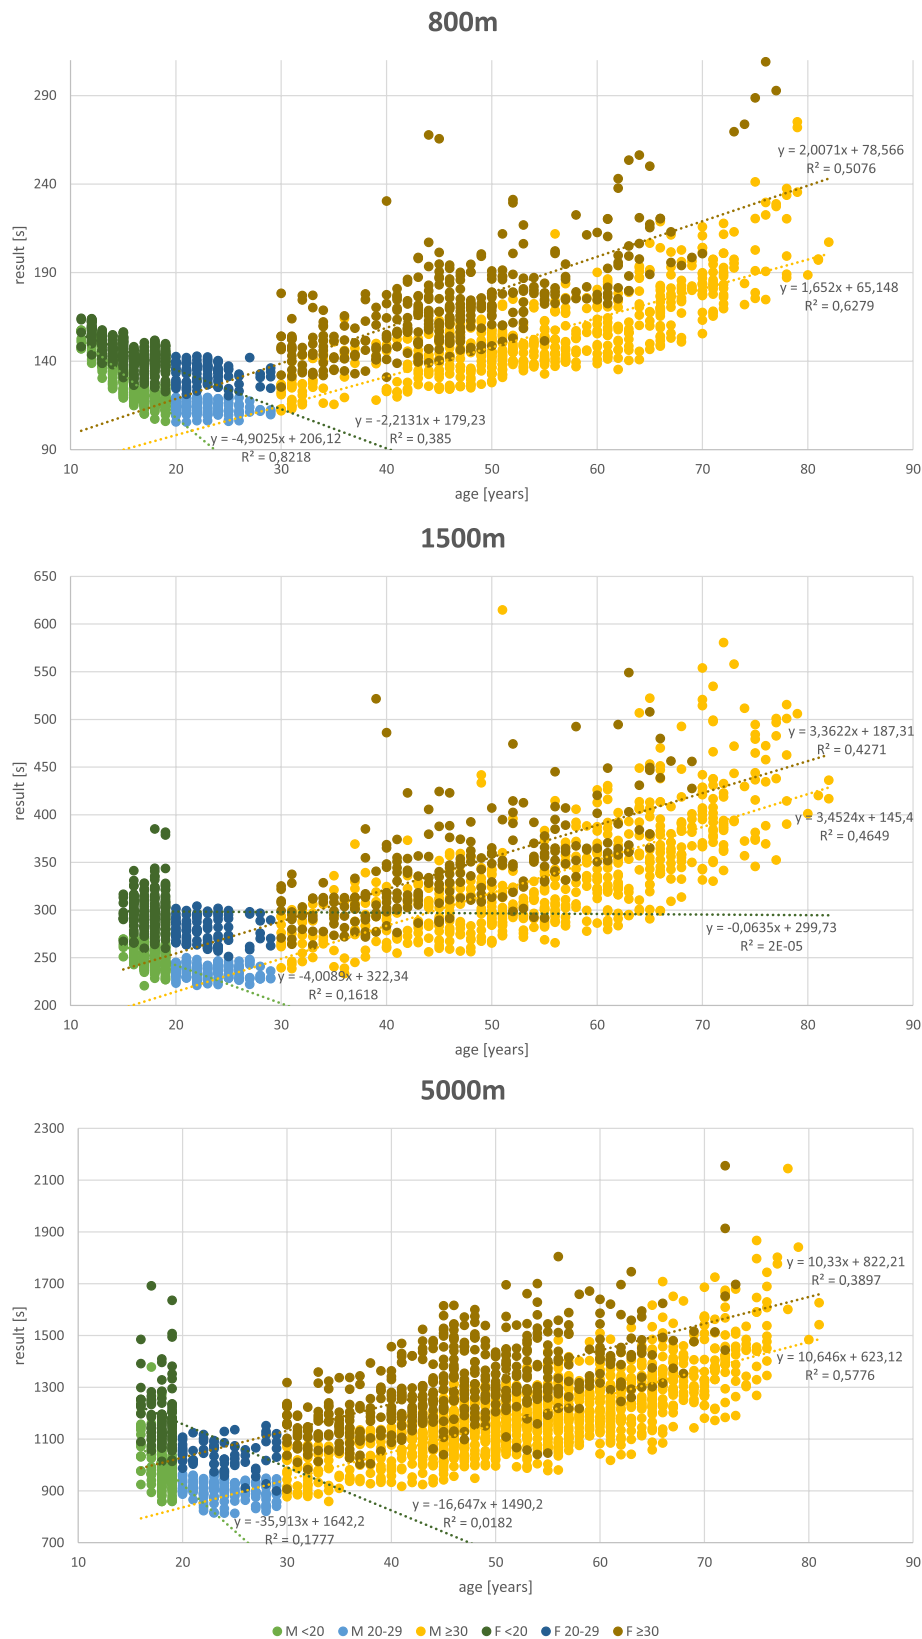 800m
290
240
190
140
90
result [s]
y = 2,0071x + 78,566
R² = 0,5076
y = 1,652x + 65,148
R² = 0,6279
y = -2,2131x + 179,23
R² = 0,385
y = -4,9025x + 206,12
R² = 0,8218
10 20 30 40 50 60 70 80 90
age [years]
1500m
650
600
550
500
450
400
350
300
250
200
result [s]
y = 3,3622x + 187,31
R² = 0,4271
y = 3,4524x + 145,4
R² = 0,4649
y = -0,0635x + 299,73
R² = 2E-05
y = -4,0089x + 322,34
R² = 0,1618
10 20 30 40 50 60 70 80 90
age [years]
5000m
2300
2100
1900
1700
1500
1300
1100
900
700
result [s]
y = 10,33x + 822,21
R² = 0,3897
y = 10,646x + 623,12
R² = 0,5776
y = -16,647x + 1490,2
R² = 0,0182
y = -35,913x + 1642,2
R² = 0,1777
10 20 30 40 50 60 70 80 90
age [years]
M <20 M 20-29 M ≥30 F <20 F 20-29 F ≥30